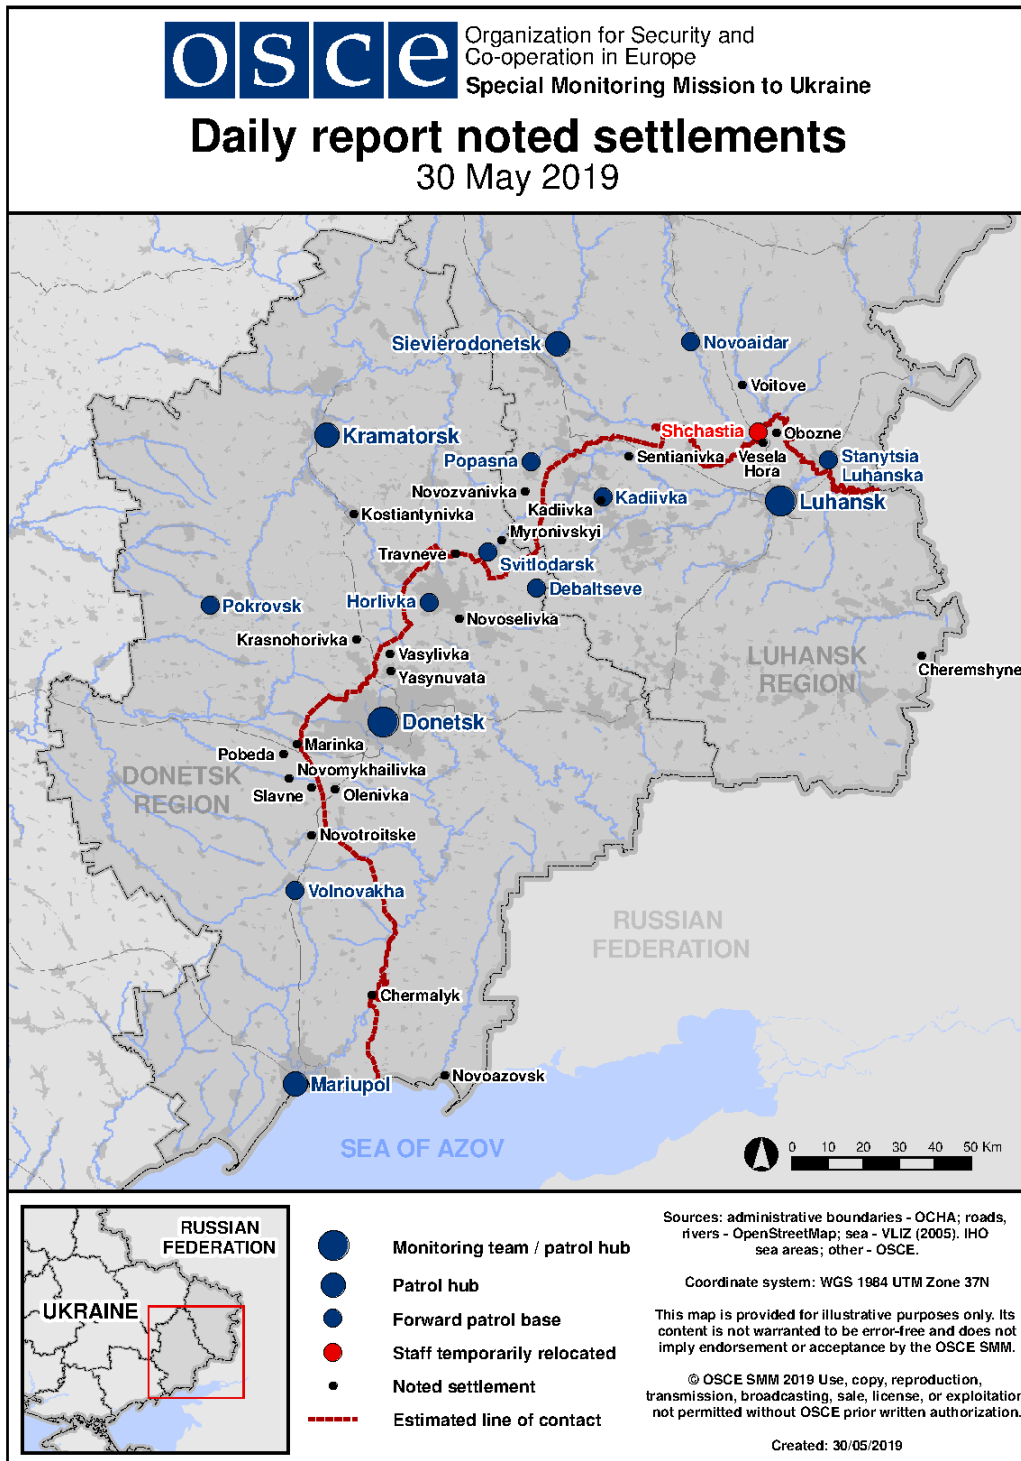 osce
Organization for Security and
Co-operation in Europe
Special Monitoring Mission to Ukraine
Daily report noted settlements
30 May 2019
Sievierodonetsk
Novoaidar
Voitove
Kramatorsk
Shchastia
Obozne
Popasna
Sentianivka
Vesela
Hora
Stanytsia
Luhanska
Novozvanivka
Kadiivka
Kadiivka
Luhansk
Kostiantynivka
Myronivskyi
Travneve
Svitlodarsk
Debaltseve
Pokrovsk
Horlivka
Novoselivka
Krasnohorivka
Vasylivka
Yasynuvata
LUHANSK
REGION
Cheremshyne
Donetsk
Marinka
Pobeda
Novomykhailivka
DONETSK
REGION
Slavne
Olenivka
Novotroitske
Volnovakha
RUSSIAN
FEDERATION
Chermalyk
Mariupol
Novoazovsk
SEA OF AZOV
0 10 20 30 40 50 Km
RUSSIAN
FEDERATION
UKRAINE
Monitoring team / patrol hub
Patrol hub
Forward patrol base
Staff temporarily relocated
Noted settlement
Estimated line of contact
Sources: administrative boundaries - OCHA; roads,
rivers - OpenStreetMap; sea - VLIZ (2005). IHO
sea areas; other - OSCE.
Coordinate system: WGS 1984 UTM Zone 37N
This map is provided for illustrative purposes only. Its
content is not warranted to be error-free and does not
imply endorsement or acceptance by the OSCE SMM.
© OSCE SMM 2019 Use, copy, reproduction,
transmission, broadcasting, sale, license, or exploitation
not permitted without OSCE prior written authorization.
Created: 30/05/2019